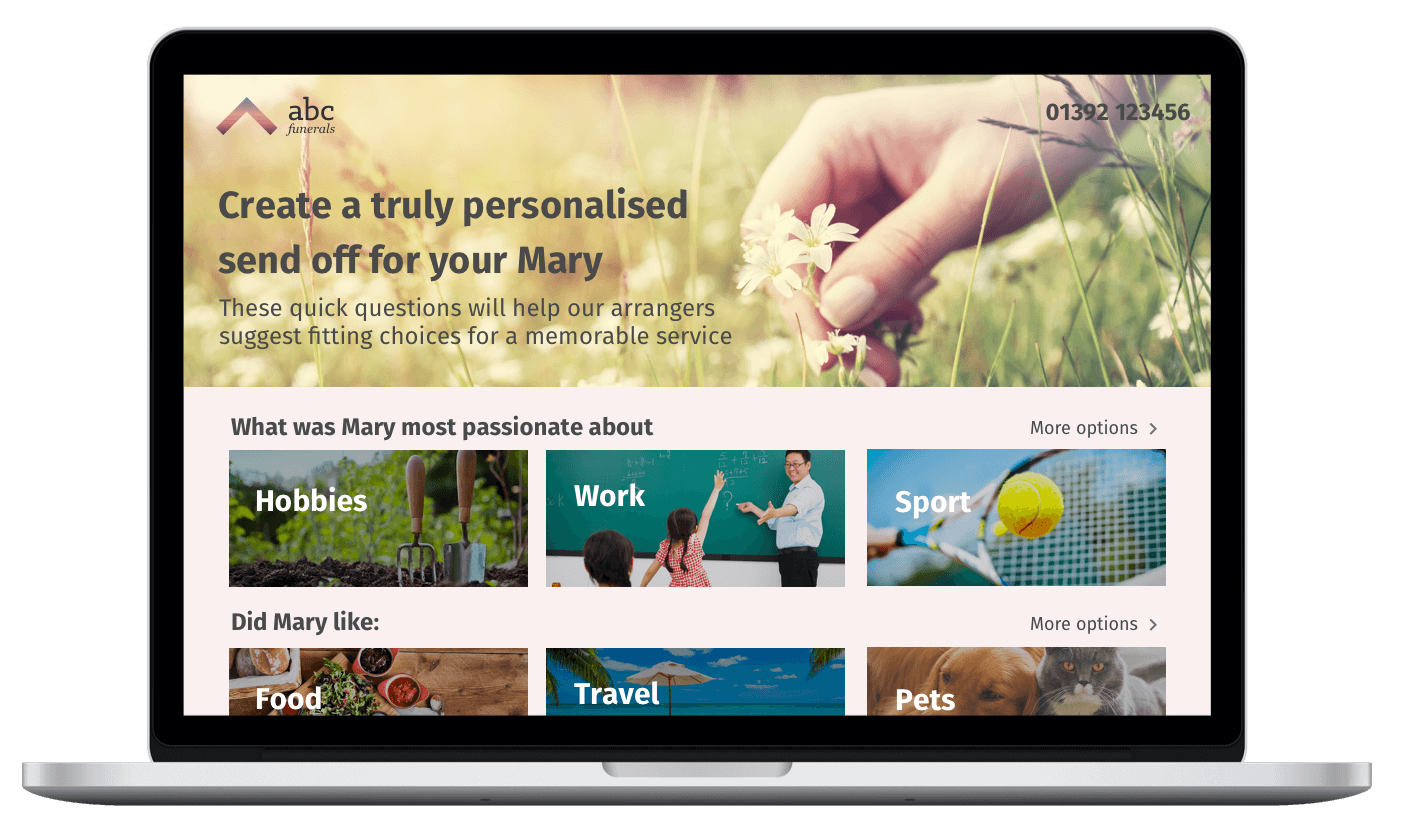 abc
funerals
01392 123456
Create a truly personalised
send off for your Mary
These quick questions will help our arrangers
suggest fitting choices for a memorable service
What was Mary most passionate about
More options
Hobbies
Work
Sport
Did Mary like:
More options
Food
Travel
Pets